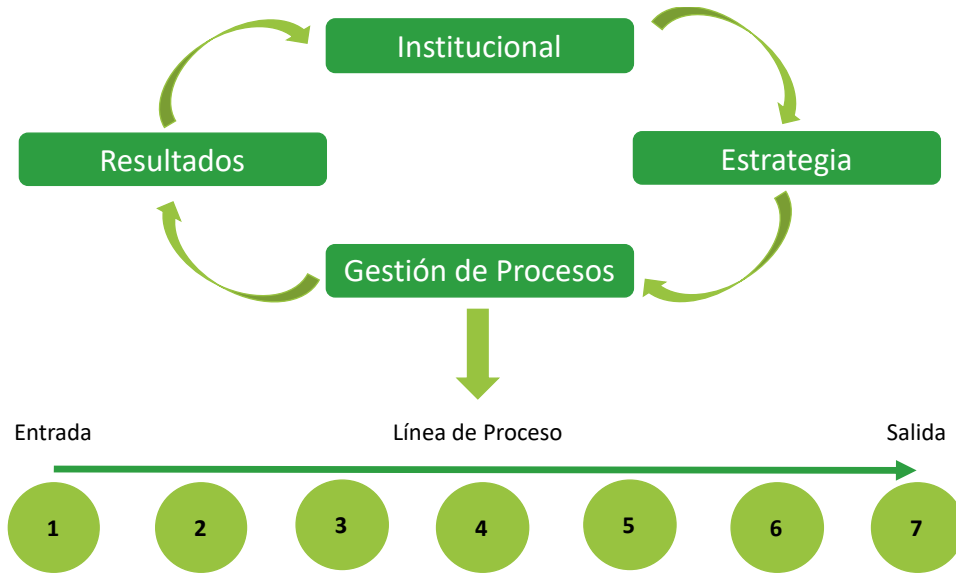 Institucional
Resultados
Estrategia
Gestión de Procesos
Entrada
Línea de Proceso
Salida
1
2
3
4
5
6
7